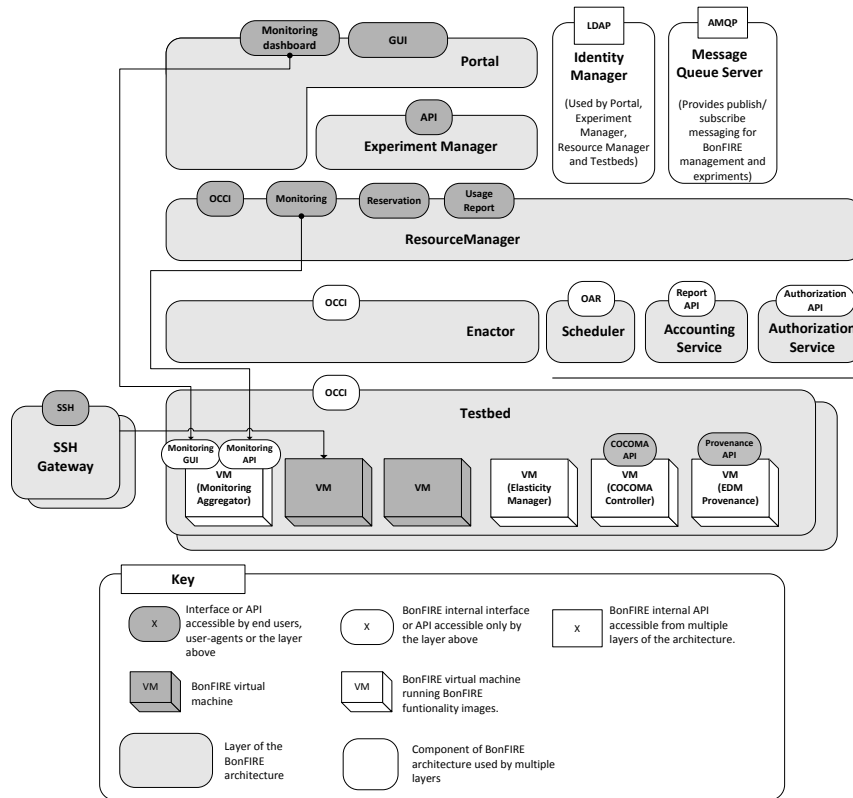 Monitoring
dashboard
GUI
Portal
LDAP
Identity
Manager
(Used by Portal,
Experiment
Manager,
Resource Manager
and Testbeds)
AMQP
Message
Queue Server
(Provides publish/
subscribe
messaging for
BonFIRE
management and
expriments)
API
Experiment Manager
OCCI
Monitoring
Reservation
Usage
Report
ResourceManager
OCCI
Enactor
OAR
Scheduler
Report
API
Accounting
Service
Authorization
API
Authorization
Service
OCCI
Testbed
SSH
SSH
Gateway
Monitoring
GUI
Monitoring
API
VM
(Monitoring
Aggregator)
VM
VM
VM
(Elasticity
Manager)
COCOMA
API
VM
(COCOMA
Controller)
Provenance
API
VM
(EDM
Provenance)
Key
X
Interface or API
accessible by end users,
user-agents or the layer
above
X
BonFIRE internal interface
or API accessible only by
the layer above
X
BonFIRE internal API
accessible from multiple
layers of the architecture.
VM
BonFIRE virtual
machine
VM
BonFIRE virtual machine
running BonFIRE
funtionality images.
Layer of the
BonFIRE
architecture
Component of BonFIRE
architecture used by multiple
layers